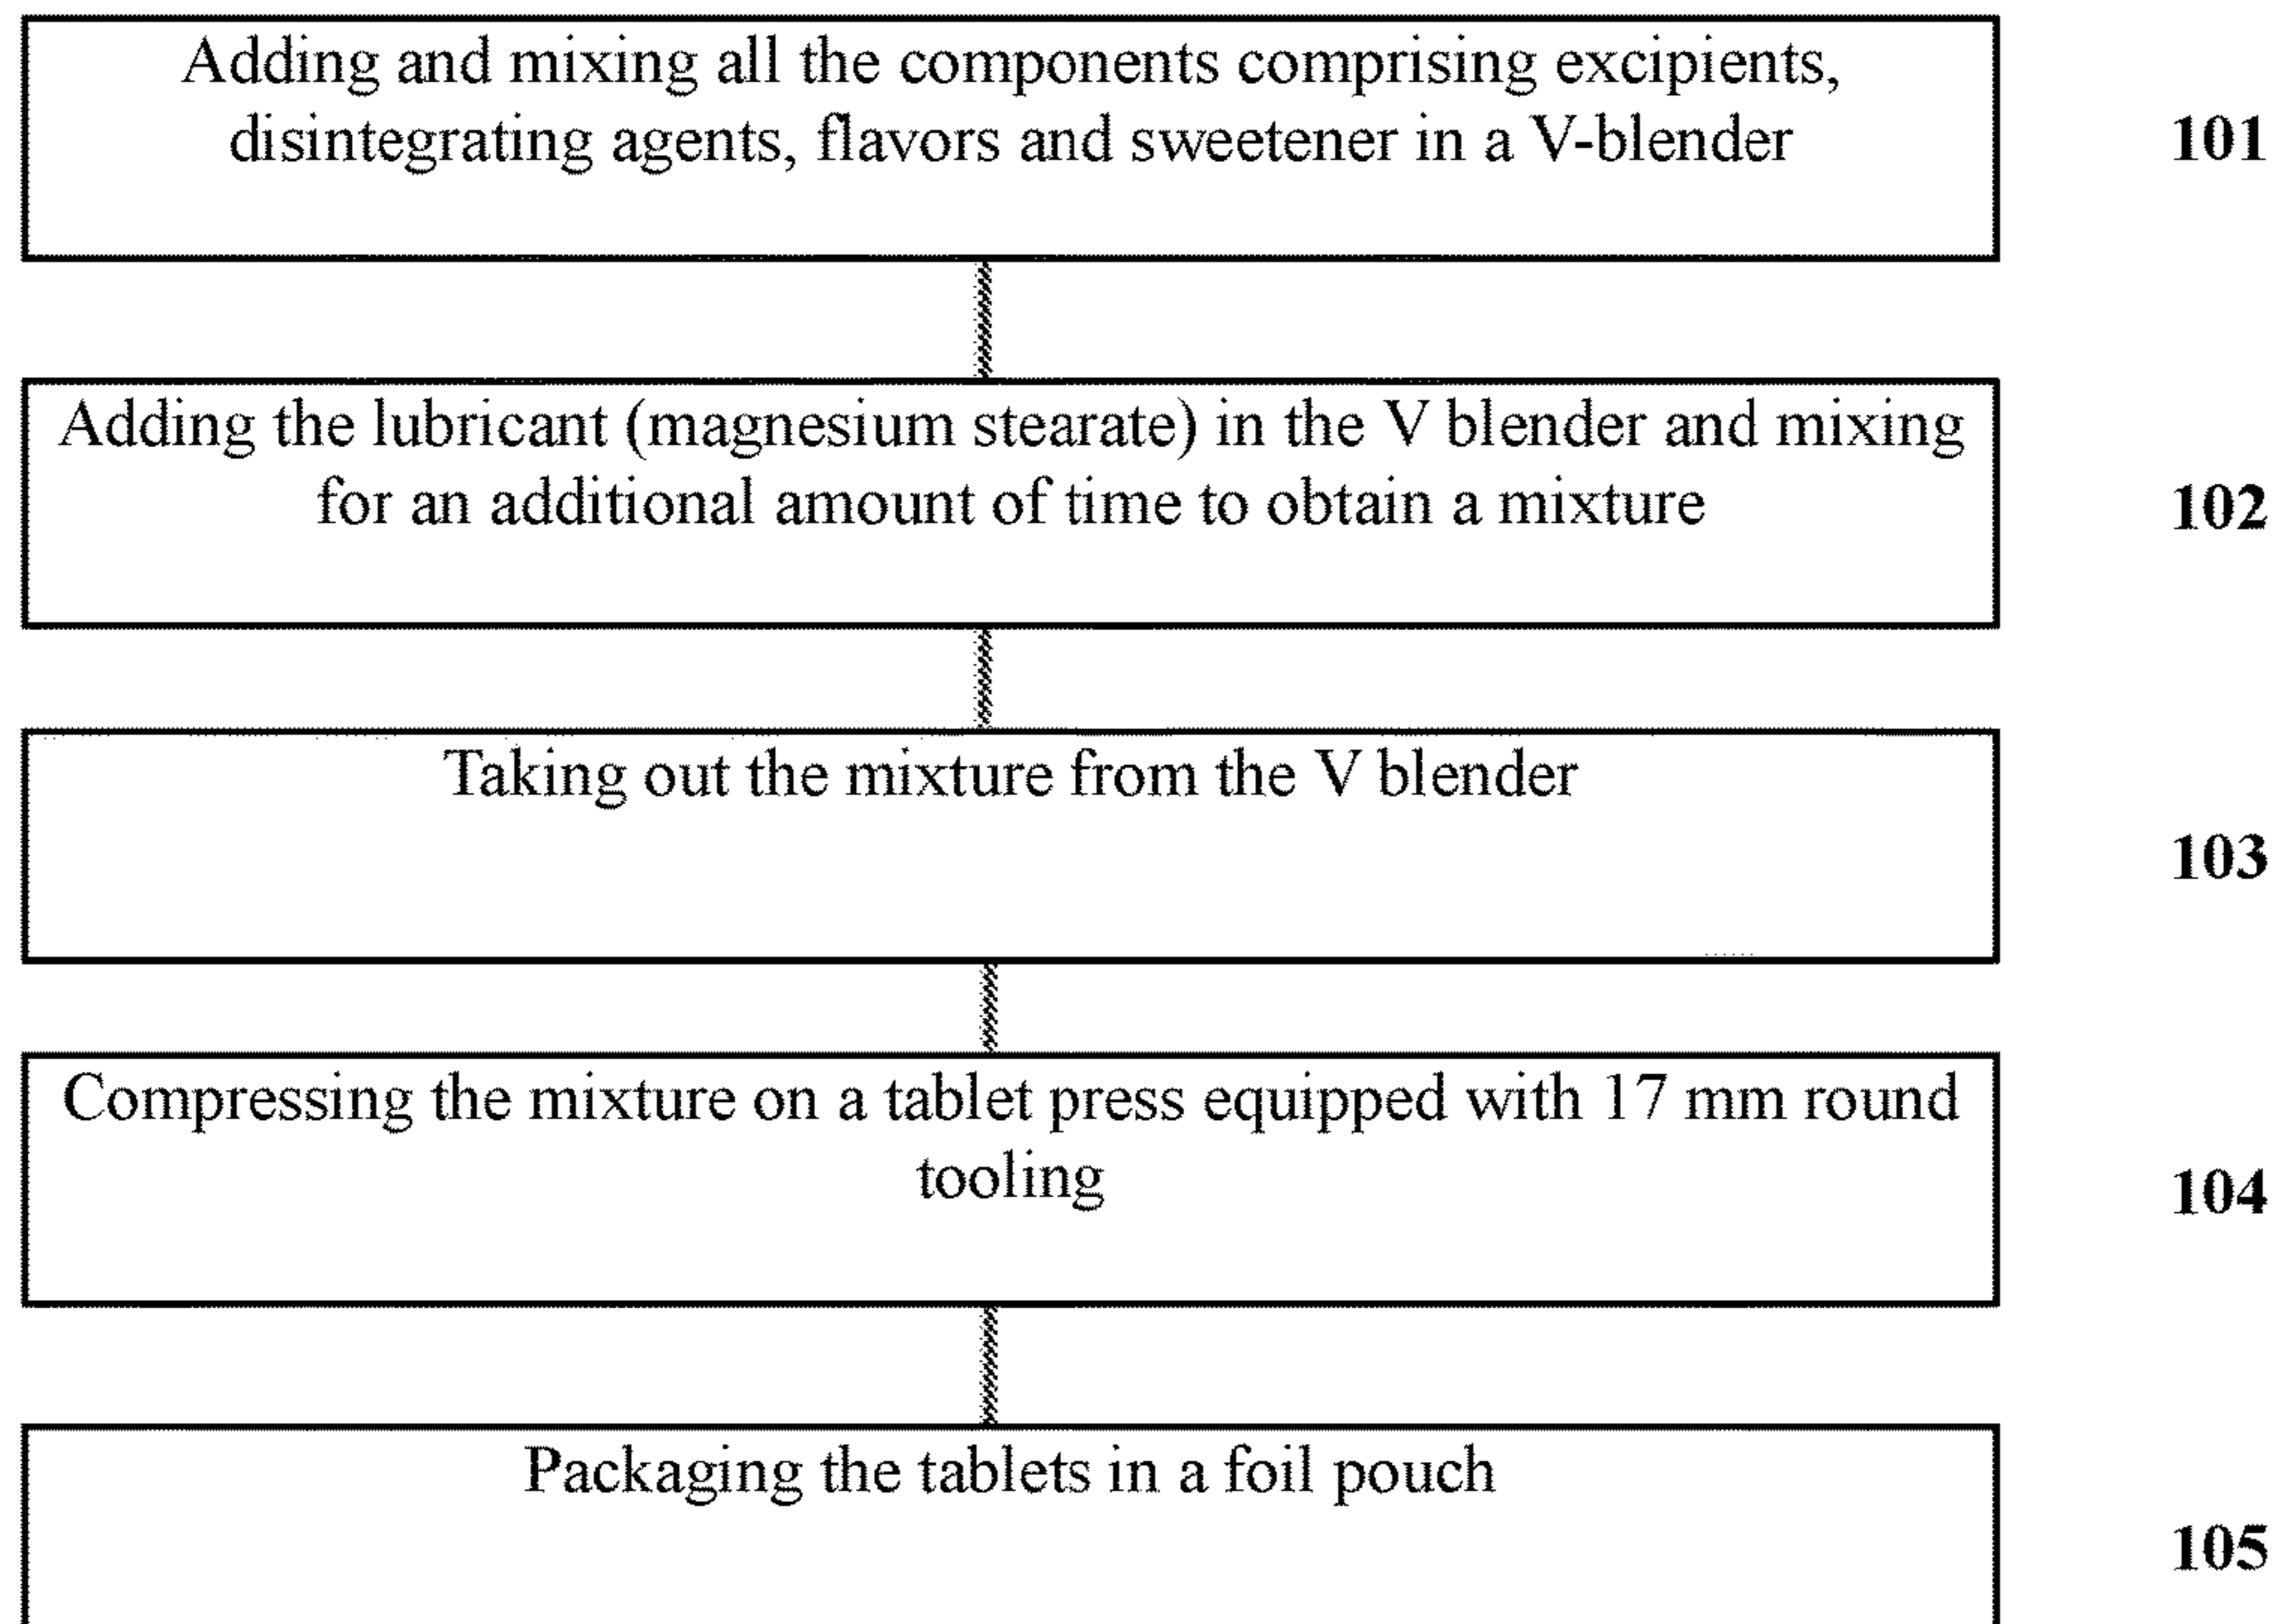 Adding and mixing all the components comprising excipients,
disintegrating agents, flavors and sweetener in a V-blender
101
Adding the lubricant (magnesium stearate) in the V blender and mixing
for an additional amount of time to obtain a mixture
102
Taking out the mixture from the V blender
103
Compressing the mixture on a tablet press equipped with 17 mm round
tooling
104
Packaging the tablets in a foil pouch
105